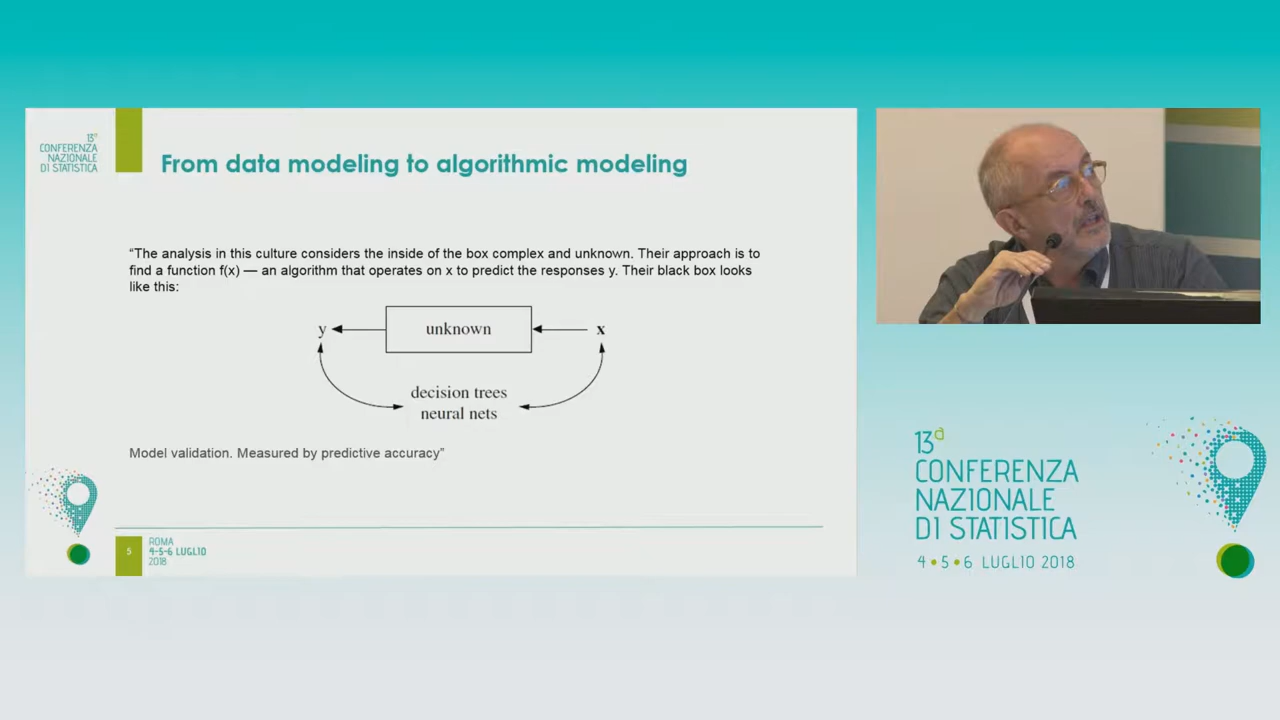 13ª
CONFERENZA
NAZIONALE
DI STATISTICA
From data modeling to algorithmic modeling
“The analysis in this culture considers the inside of the box complex and unknown. Their approach is to
find a function f(x) — an algorithm that operates on x to predict the responses y. Their black box looks
like this:
y unknown x
decision trees
neural nets
Model validation. Measured by predictive accuracy”
5
ROMA
4-5-6 LUGLIO
2018
13ª
CONFERENZA
NAZIONALE
DI STATISTICA
4 • 5 • 6 LUGLIO 2018